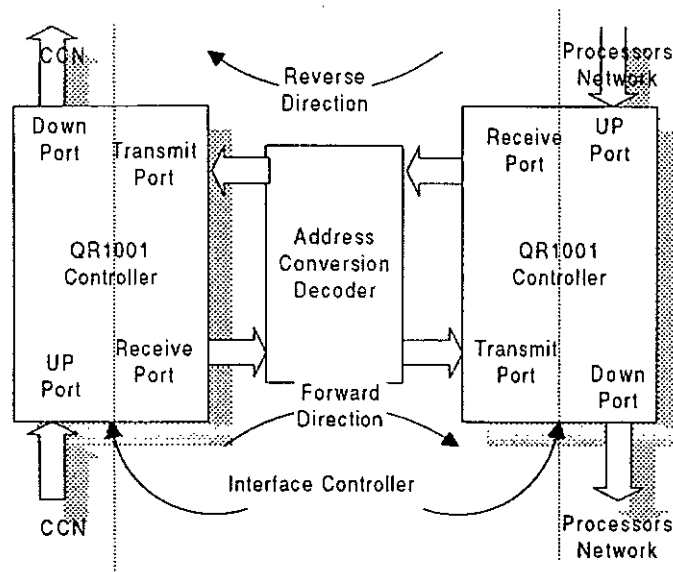 CCN
Processors
Network
Reverse
Direction
Down
Port
Transmit
Port
Receive
Port
UP
Port
QR1001
Controller
Address
Conversion
Decoder
QR1001
Controller
UP
Port
Receive
Port
Transmit
Port
Down
Port
Forward
Direction
Interface Controller
CCN
Processors
Network